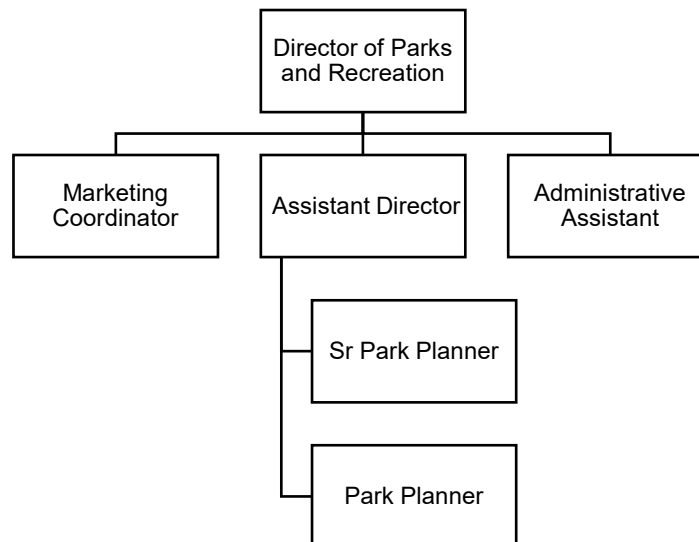 Director of Parks
and Recreation
Marketing
Coordinator
Assistant Director
Administrative
Assistant
Sr Park Planner
Park Planner